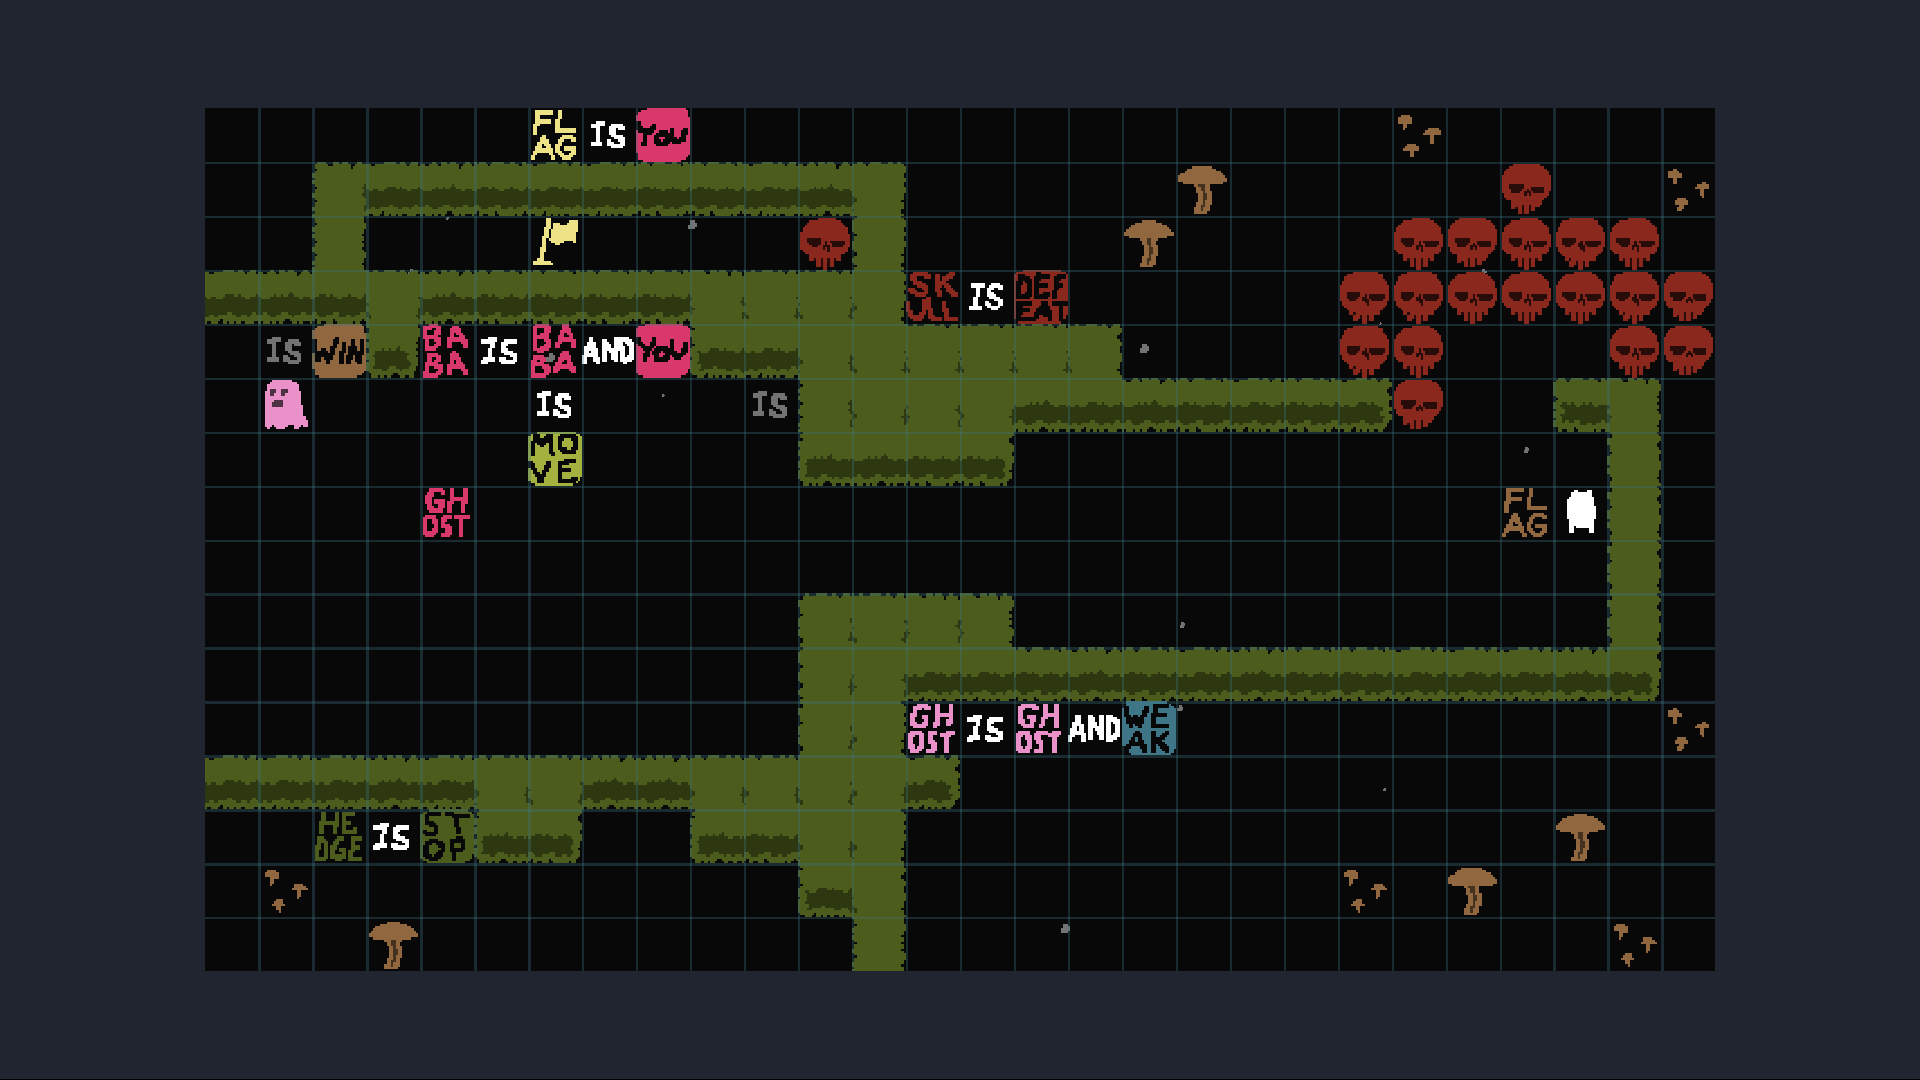 FLAG IS YOU
SKULL IS DEFEAT
IS WIN BABA IS BABA AND YOU
IS IS
MOVE
GHOST FLAG
GHOST IS GHOST AND WEAK
HEDGE IS STOP